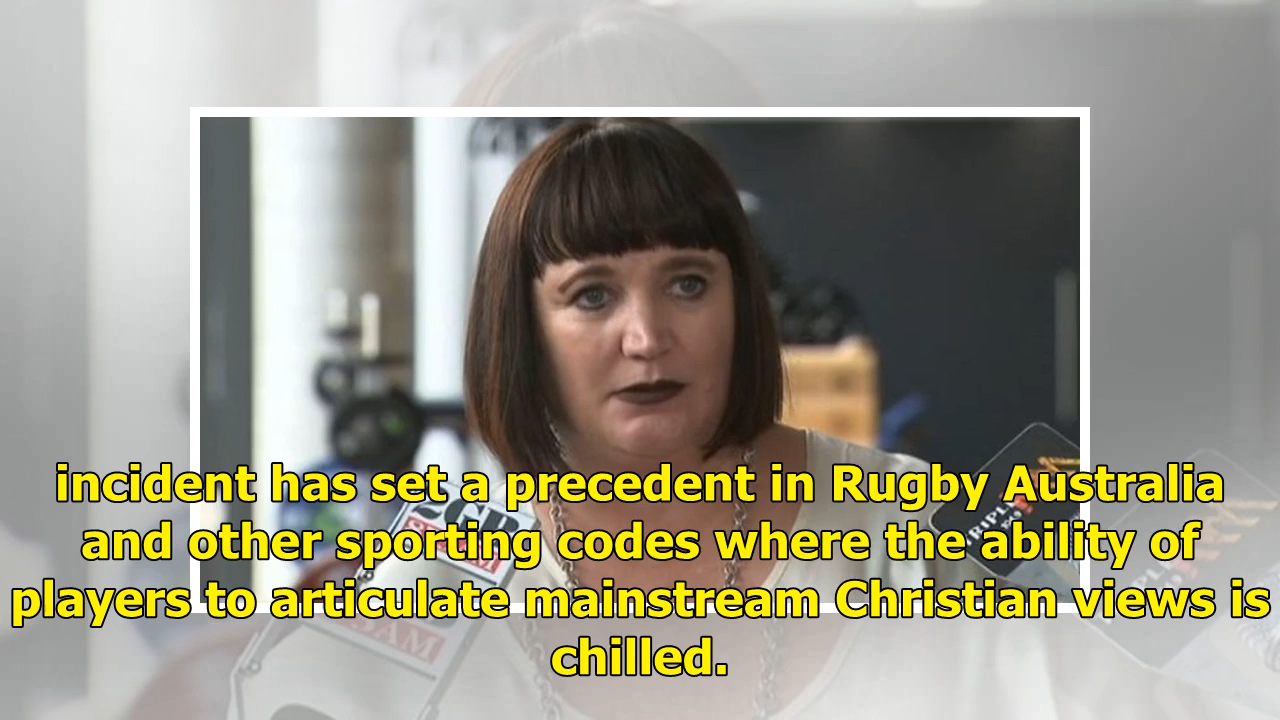 incident has set a precedent in Rugby Australia
and other sporting codes where the ability of
players to articulate mainstream Christian views is
chilled.